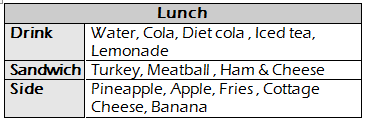 Lunch
Drink Water, Cola, Diet cola , Iced tea,
Lemonade
Sandwich Turkey, Meatball , Ham & Cheese
Side Pineapple, Apple, Fries , Cottage
Cheese, Banana